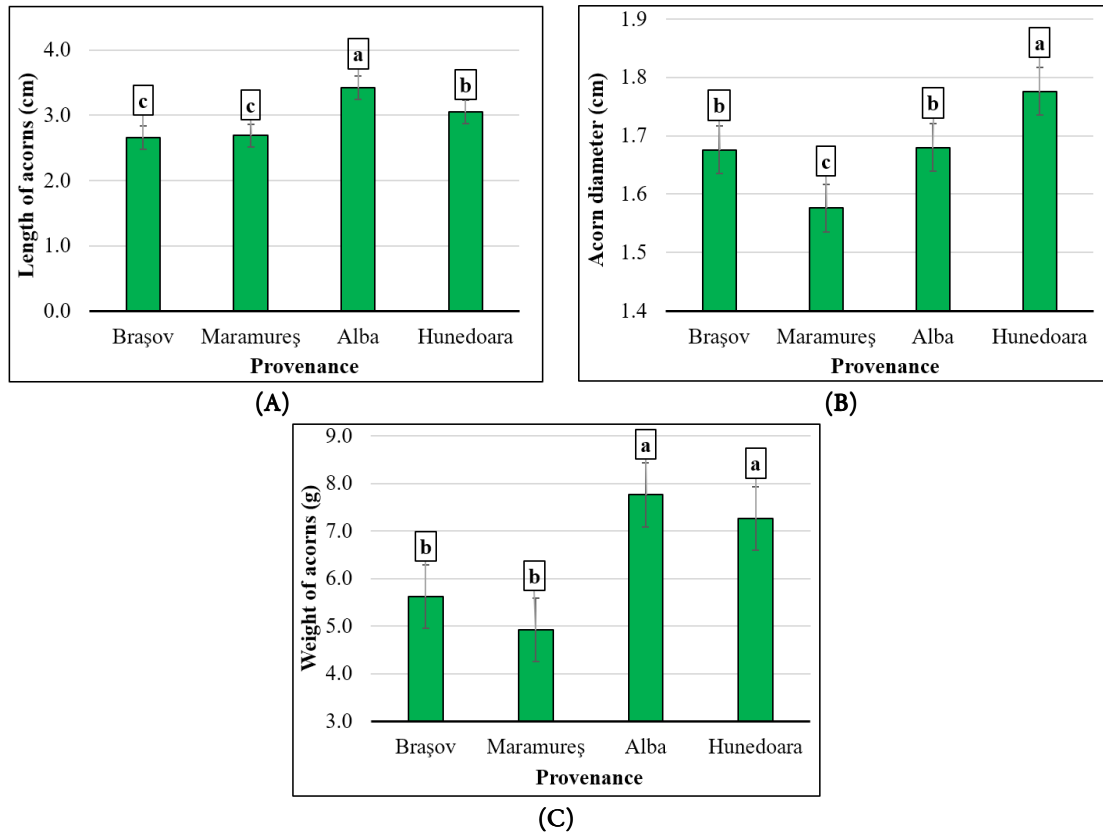 Length of acorns (cm)
4.0
3.0
2.0
1.0
0.0
c
c
a
b
Braşov Maramureş Alba Hunedoara
Provenance
(A)
Acorn diameter (cm)
1.9
1.8
1.7
1.6
1.5
1.4
b
c
b
a
Braşov Maramureş Alba Hunedoara
Provenance
(B)
Weight of acorns (g)
9.0
8.0
7.0
6.0
5.0
4.0
3.0
b
b
a
a
Braşov Maramureş Alba Hunedoara
Provenance
(C)